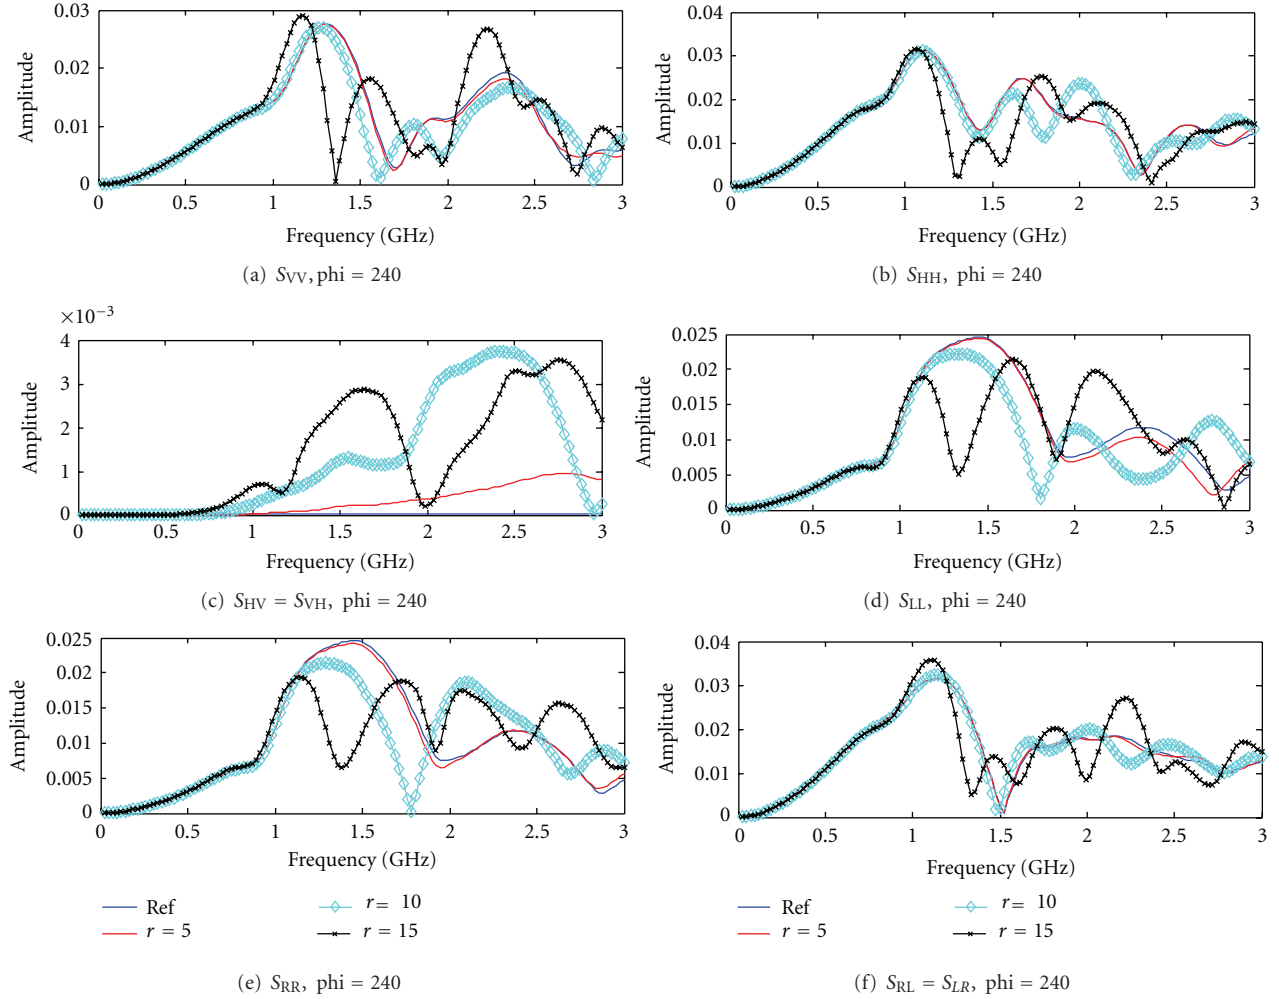 0.03
0.02
0.01
0
Amplitude
0 0.5 1 1.5 2 2.5 3
Frequency (GHz)
(a) SVV, phi = 240
0.04
0.03
0.02
0.01
0
Amplitude
0 0.5 1 1.5 2 2.5 3
Frequency (GHz)
(b) SHH, phi = 240
×10−3
4
3
2
1
0
Amplitude
0 0.5 1 1.5 2 2.5 3
Frequency (GHz)
(c) SHV = SVH, phi = 240
0.025
0.02
0.015
0.01
0.005
0
Amplitude
0 0.5 1 1.5 2 2.5 3
Frequency (GHz)
(d) SLL, phi = 240
0.025
0.02
0.015
0.01
0.005
0
Amplitude
0 0.5 1 1.5 2 2.5 3
Frequency (GHz)
Ref
r = 5
r = 10
r = 15
(e) SRR, phi = 240
0.04
0.03
0.02
0.01
0
Amplitude
0 0.5 1 1.5 2 2.5 3
Frequency (GHz)
Ref
r = 5
r = 10
r = 15
(f) SRL = SLR, phi = 240